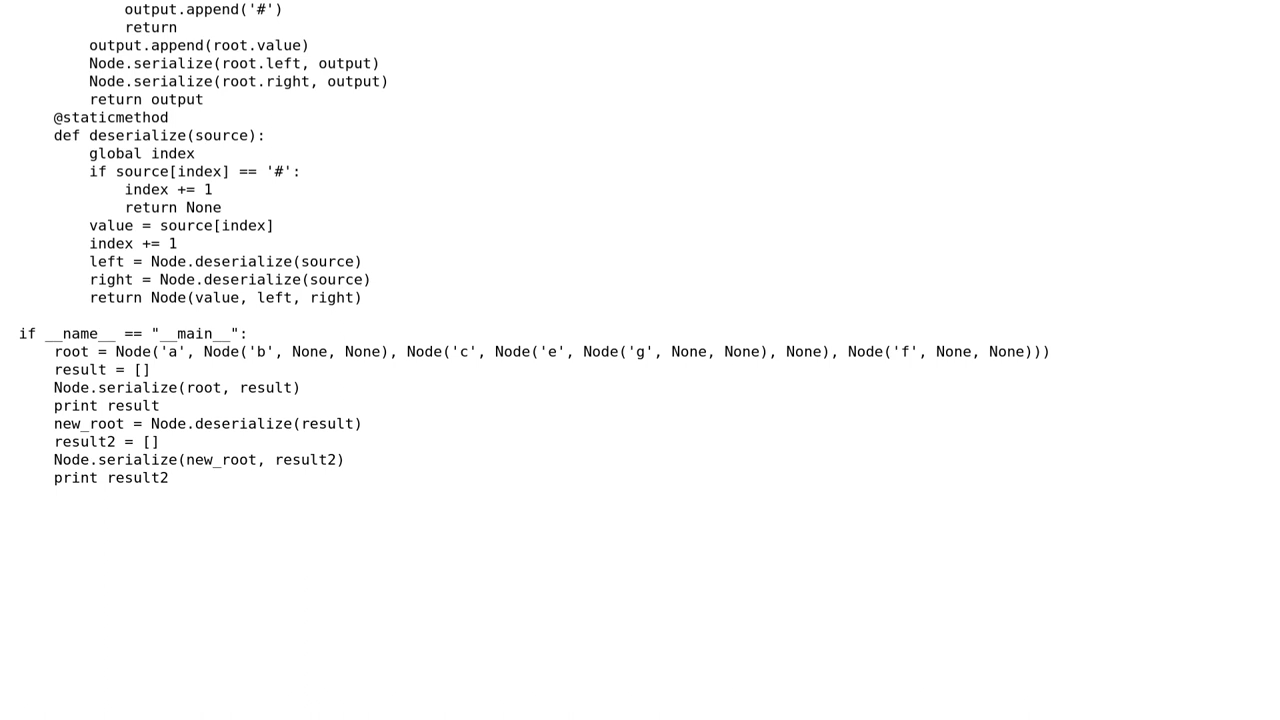 output.append('#')
            return
        output.append(root.value)
        Node.serialize(root.left, output)
        Node.serialize(root.right, output)
        return output
    @staticmethod
    def deserialize(source):
        global index
        if source[index] == '#':
            index += 1
            return None
        value = source[index]
        index += 1
        left = Node.deserialize(source)
        right = Node.deserialize(source)
        return Node(value, left, right)

if __name__ == "__main__":
    root = Node('a', Node('b', None, None), Node('c', Node('e', Node('g', None, None), None), Node('f', None, None)))
    result = []
    Node.serialize(root, result)
    print result
    new_root = Node.deserialize(result)
    result2 = []
    Node.serialize(new_root, result2)
    print result2